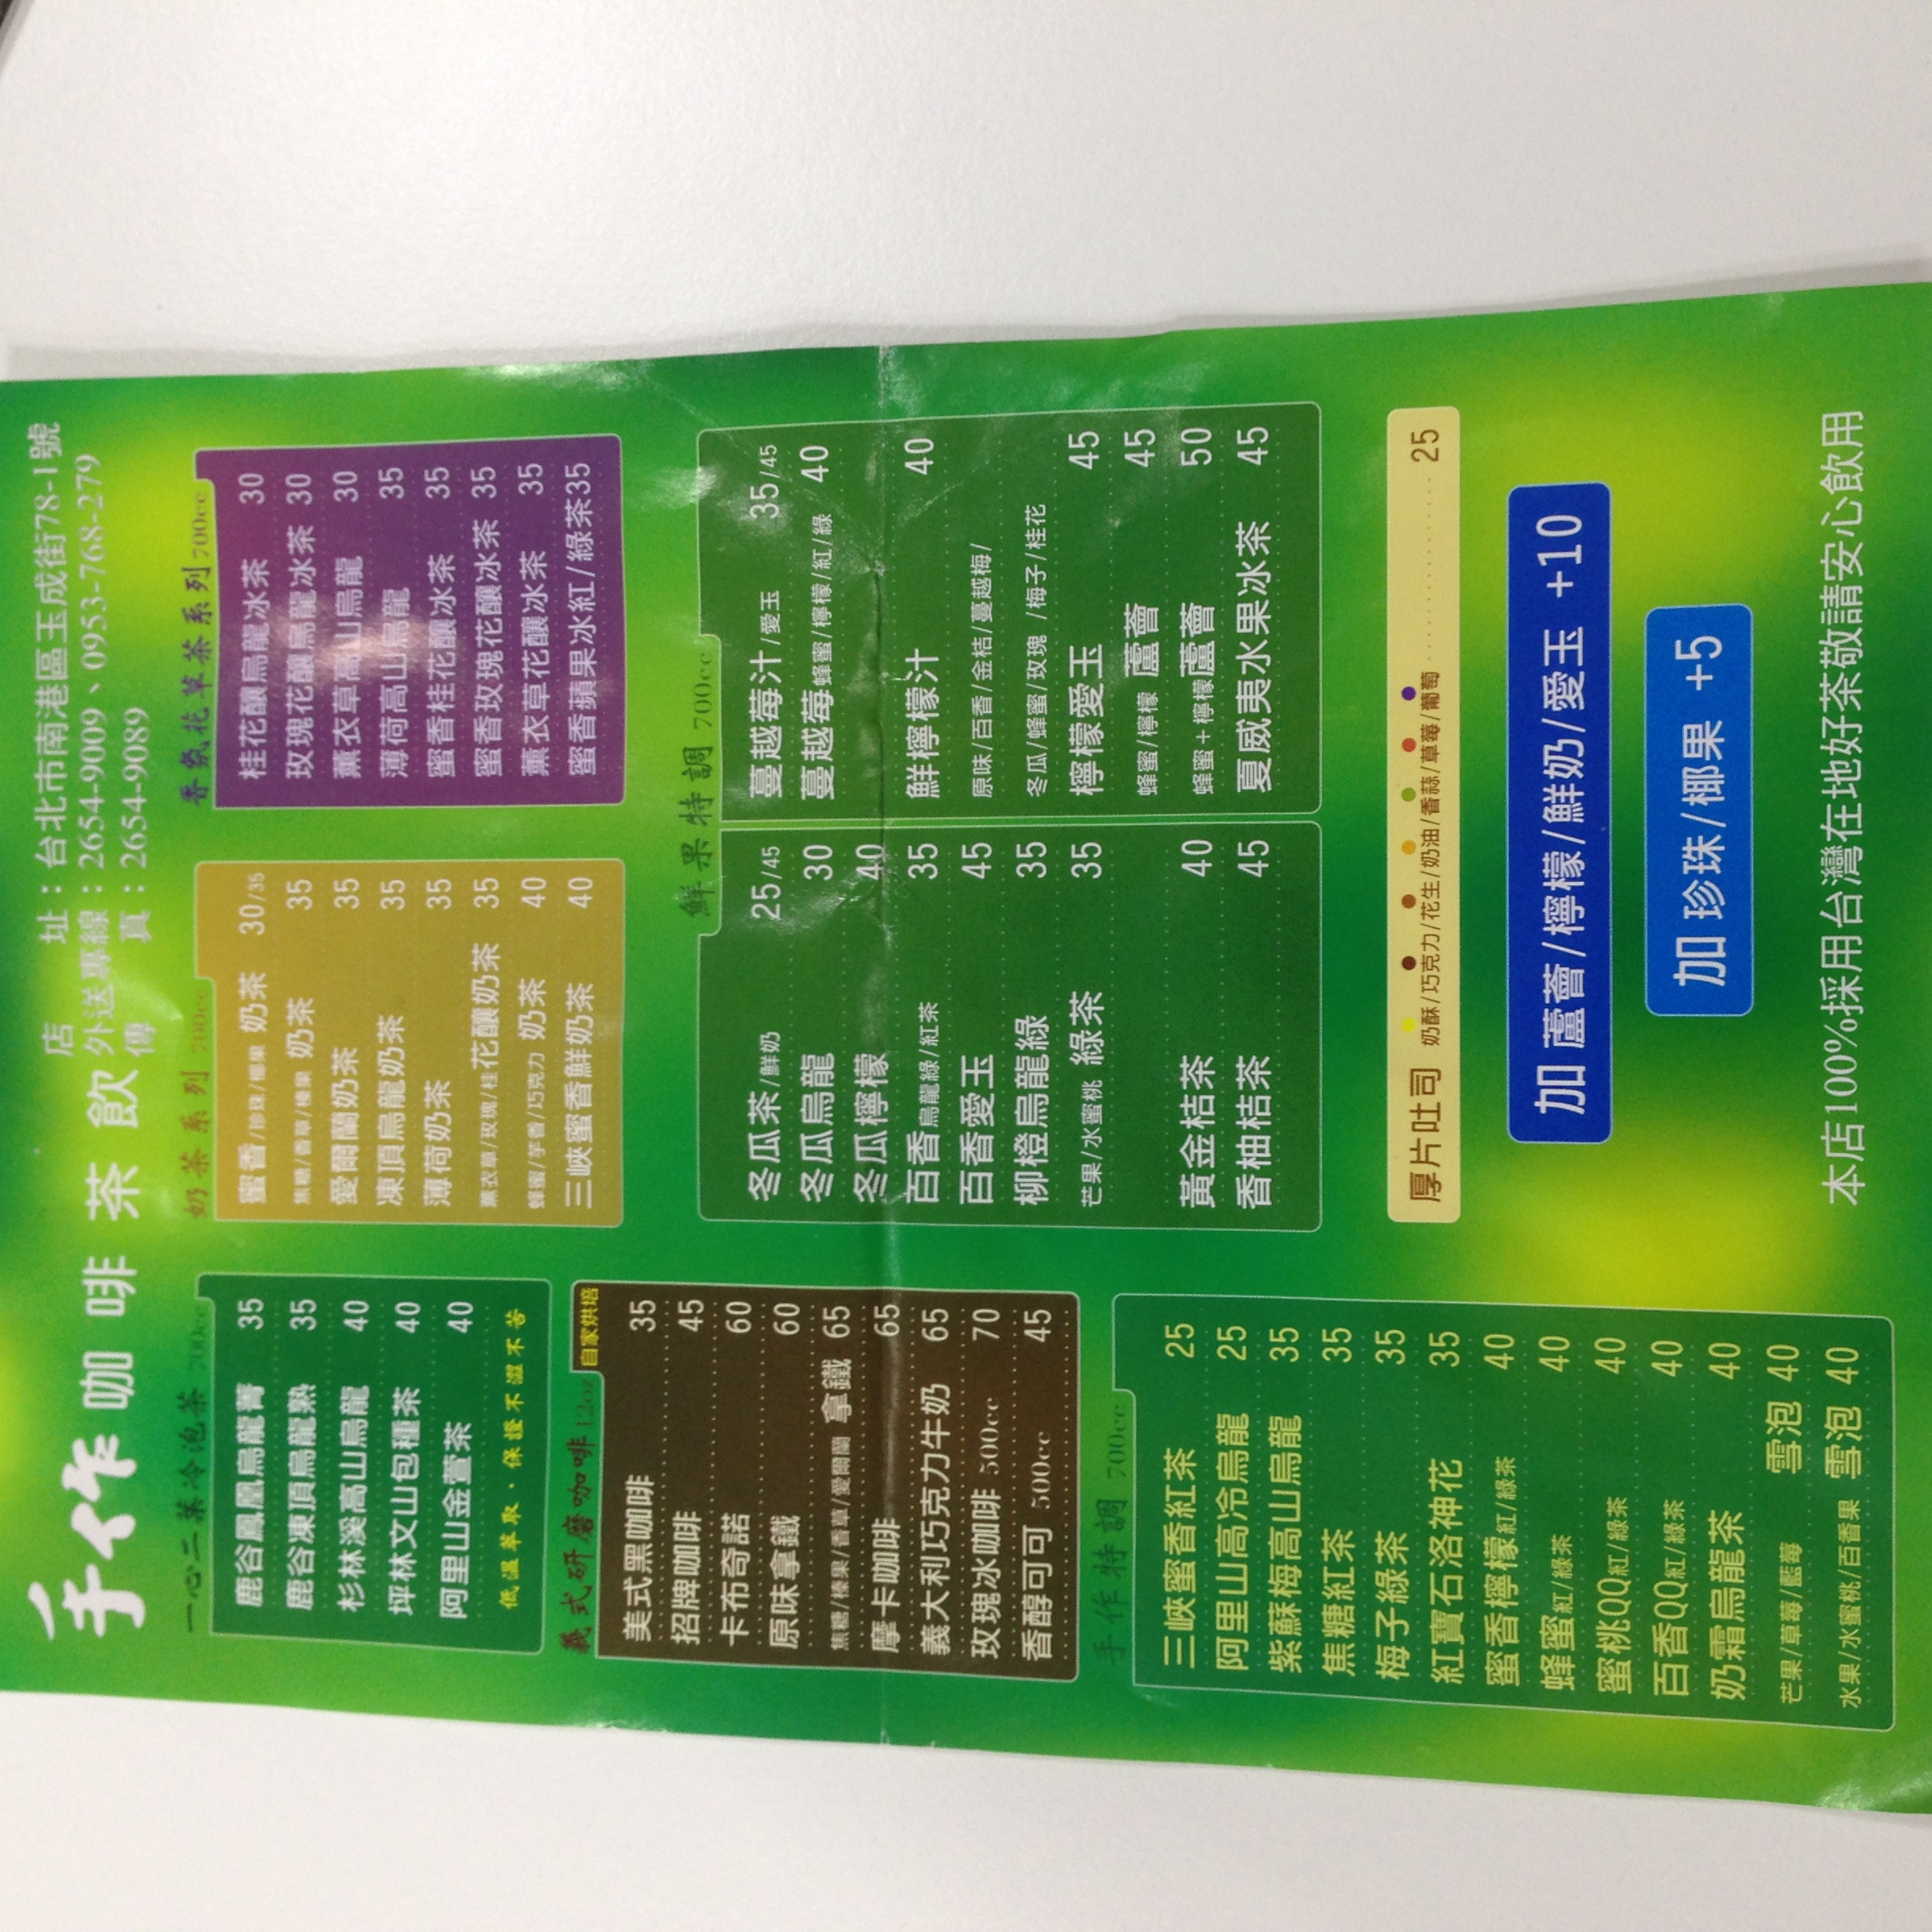 手作咖啡茶飲
店 址：台北市南港區玉成街78-1號
外送專線：2654-9009、0953-768-279
傳 真：2654-9089
一心二葉冷泡茶 700cc
鹿谷鳳凰烏龍菁 35
鹿谷凍頂烏龍熟 35
杉林溪高山烏龍 40
坪林文山包種茶 40
阿里山金萱茶 40
低溫萃取·保證不澀不苦
義式研磨咖啡12oz 自家烘培
美式黑咖啡 35
招牌咖啡 45
卡布奇諾 60
原味拿鐵 60
焦糖/榛果/香草/愛爾蘭 拿鐵 65
摩卡咖啡 65
義大利巧克力牛奶 65
玫瑰冰咖啡 500cc 70
香醇可可 500cc 45
手作特調 700cc
三峽蜜香紅茶 25
阿里山高冷烏龍 25
紫蘇梅高山烏龍 35
焦糖紅茶 35
梅子綠茶 35
紅寶石洛神花 35
蜜香檸檬紅/綠茶 40
蜂蜜紅/綠茶 40
蜜桃QQ紅/綠茶 40
百香QQ紅/綠茶 40
奶霜烏龍茶 40
芒果/草莓/藍莓 雪泡 40
水果/水蜜桃/百香果 雪泡 40
奶茶系列 700cc
蜜香/珍珠/椰果 奶茶 30/35
焦糖/香草/榛果 奶茶 35
愛爾蘭奶茶 35
凍頂烏龍奶茶 35
薄荷奶茶 35
薰衣草/玫瑰/桂花釀奶茶 35
蜂蜜/芋香/巧克力 奶茶 40
三峽蜜香鮮奶茶 40
香氛花草茶系列700cc
桂花釀烏龍冰茶 30
玫瑰花釀烏龍冰茶 30
薰衣草高山烏龍 30
薄荷高山烏龍 35
蜜香桂花釀冰茶 35
蜜香玫瑰花釀冰茶 35
薰衣草花釀冰茶 35
蜜香蘋果冰紅/綠茶35
鮮果特調 700cc
冬瓜茶/鮮奶 25/45
冬瓜烏龍 30
冬瓜檸檬 40
百香烏龍綠/紅茶 35
百香愛玉 45
柳橙烏龍綠 35
芒果/水蜜桃 綠茶 35
黃金桔茶 40
香柚桔茶 45
蔓越莓汁/愛玉 35/45
蔓越莓蜂蜜/檸檬/紅/綠 40
鮮檸檬汁 40
原味/百香/金桔/蔓越梅/
冬瓜/蜂蜜/玫瑰 /梅子/桂花
檸檬愛玉 45
蜂蜜/檸檬 蘆薈 45
蜂蜜+檸檬蘆薈 50
夏威夷水果冰茶 45
厚片吐司 奶酥/巧克力/花生/奶油/香蒜/草莓/葡萄 25
加 蘆薈/檸檬/鮮奶/愛玉 +10
加 珍珠/椰果 +5
本店100%採用台灣在地好茶敬請安心飲用